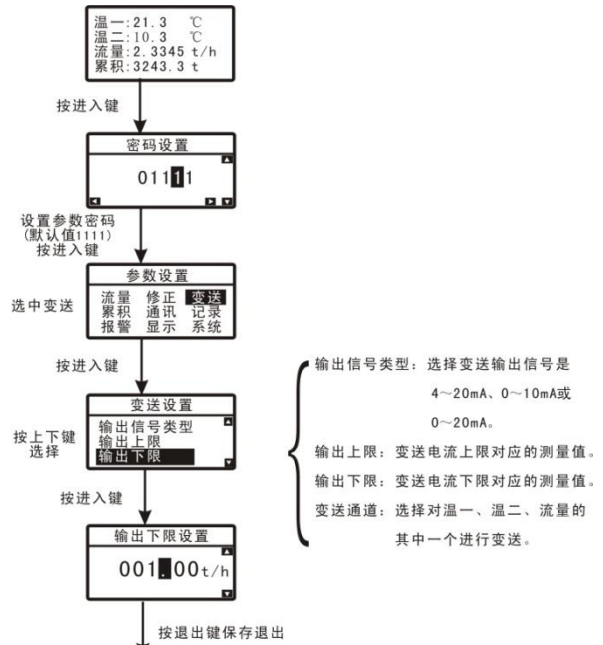 温一:21.3 ℃
温二:10.3 ℃
流量:2.3345 t/h
累积:3243.3 t
按进入键
密码设置
01111
设置参数密码
(默认值1111)
按进入键
参数设置
流量 修正 变送
累积 通讯 记录
报警 显示 系统
选中变送
按进入键
变送设置
输出信号类型
输出上限
输出下限
按上下键
选择
按进入键
输出下限设置
001.00t/h
按退出键保存退出
输出信号类型：选择变送输出信号是
4～20mA、0～10mA或
0～20mA。
输出上限：变送电流上限对应的测量值。
输出下限：变送电流下限对应的测量值。
变送通道：选择对温一、温二、流量的
其中一个进行变送。